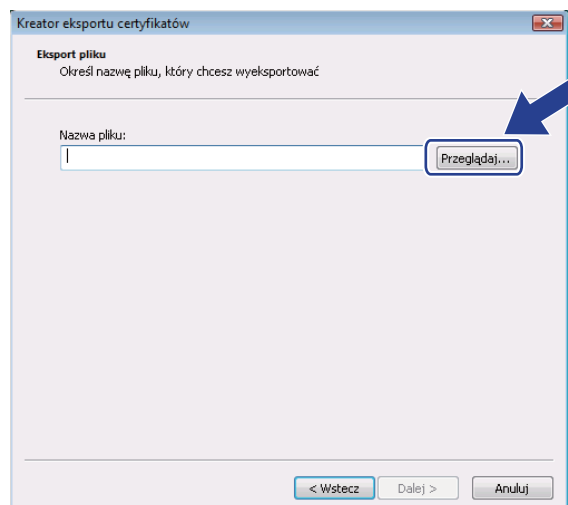 Kreator eksportu certyfikatów
Eksport pliku
Określ nazwę pliku, który chcesz wyeksportować
Nazwa pliku:
Przeglądaj...
< Wstecz
Dalej >
Anuluj